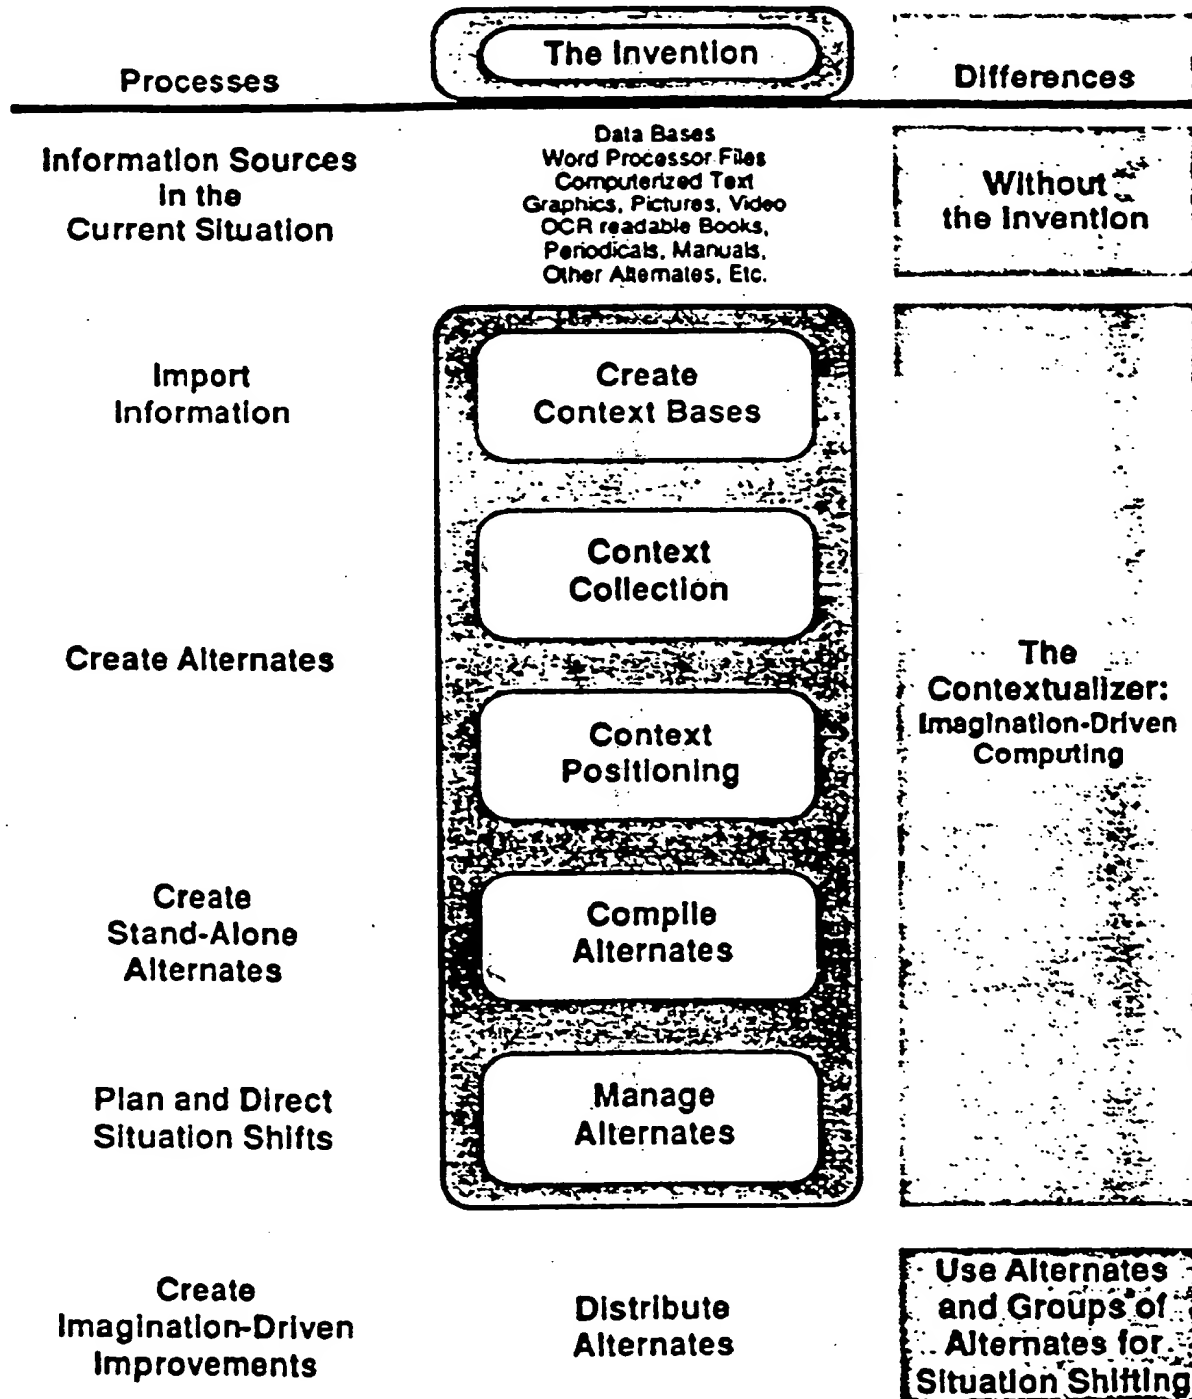 Processes
The Invention
Differences
Information Sources
in the
Current Situation
Data Bases
Word Processor Files
Computerized Text
Graphics, Pictures, Video
OCR readable Books,
Periodicals, Manuals,
Other Alternates, Etc.
Without
the Invention
Import
Information
Create
Context Bases
Context
Collection
Create Alternates
Context
Positioning
The
Contextualizer:
Imagination-Driven
Computing
Create
Stand-Alone
Alternates
Compile
Alternates
Plan and Direct
Situation Shifts
Manage
Alternates
Create
Imagination-Driven
Improvements
Distribute
Alternates
Use Alternates
and Groups of
Alternates for
Situation Shifting